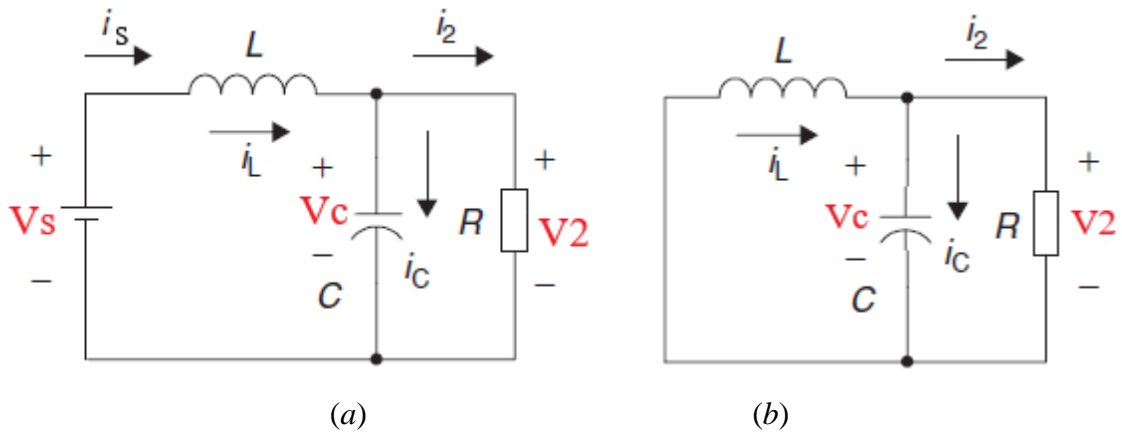 i_S L i_2
+ i_L + +
Vs Vc R V2
− − i_C −
C
L i_2
i_L + +
Vc R V2
− i_C −
C
(a) (b)